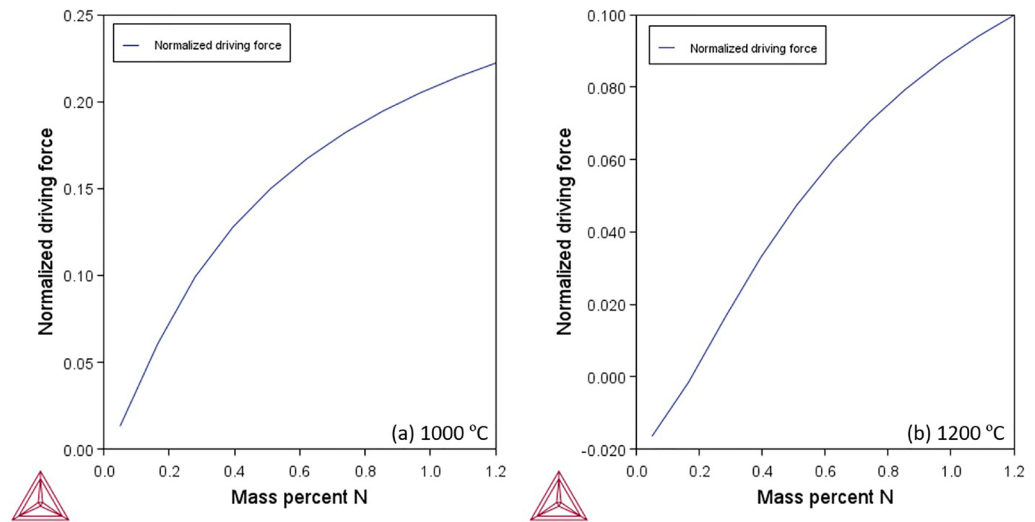 0.25
0.20
0.15
0.10
0.05
0.00
Normalized driving force
Normalized driving force
(a) 1000 ºC
0.0 0.2 0.4 0.6 0.8 1.0 1.2
Mass percent N
0.100
0.080
0.060
0.040
0.020
0.000
-0.020
Normalized driving force
Normalized driving force
(b) 1200 ºC
0.0 0.2 0.4 0.6 0.8 1.0 1.2
Mass percent N